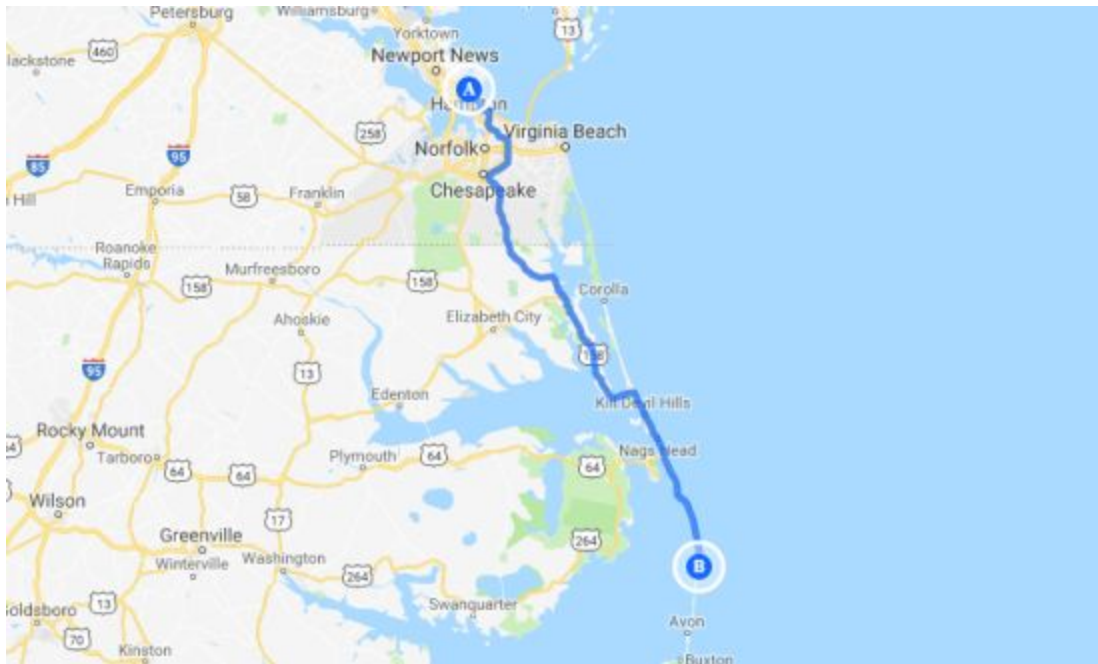 Petersburg
Williamsburg
Yorktown
13
460
lackstone
Newport News
A
258
Virginia Beach
Norfolk
95
85
Chesapeake
Emporia
58
Franklin
Hill
Roanoke
Rapids
Murfreesboro
158
158
Corolla
Ahoskie
Elizabeth City
158
95
13
Edenton
Kill Devil Hills
Rocky Mount
64
Tarboro
64
64
Plymouth
64
64
Nags Head
Wilson
17
Greenville
264
Winterville
Washington
264
B
oldsboro
13
Swanquarter
70
Avon
Kinston
Buxton